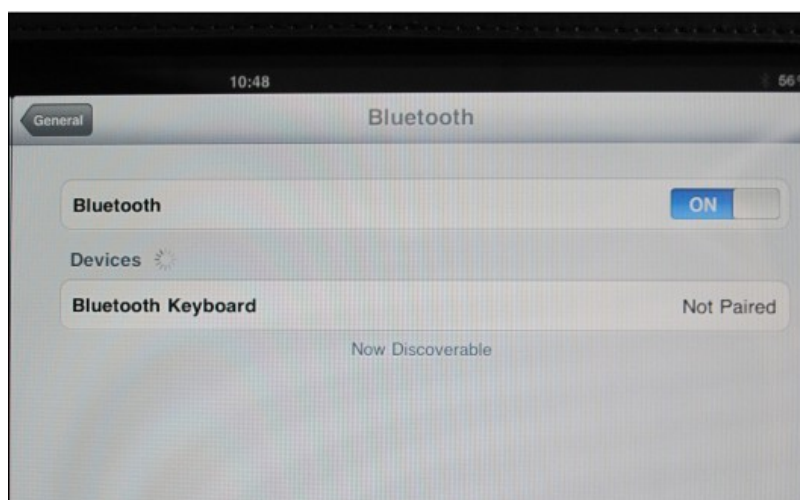 10:48
General
Bluetooth
Bluetooth ON
Devices
Bluetooth Keyboard Not Paired
Now Discoverable